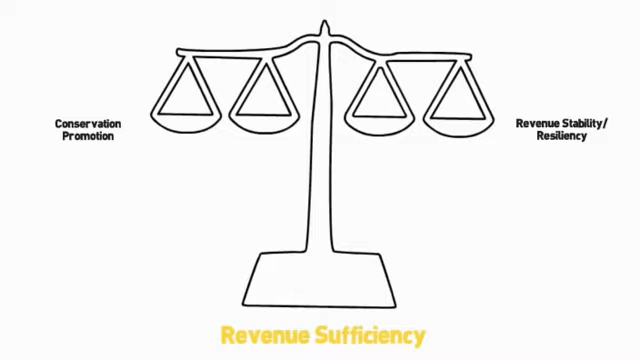 Conservation
Promotion
Revenue Stability/
Resiliency
Revenue Sufficiency